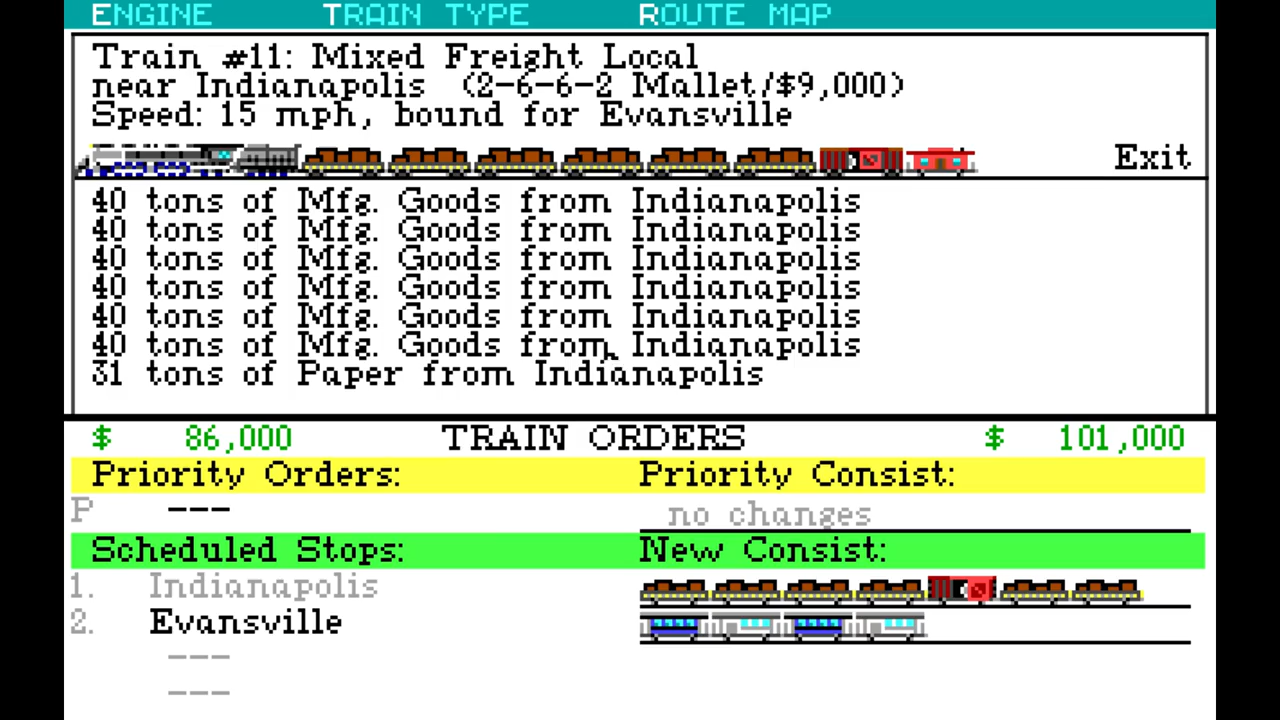 ENGINE TRAIN TYPE ROUTE MAP
Train #11: Mixed Freight Local
near Indianapolis (2-6-6-2 Mallet/$9,000)
Speed: 15 mph, bound for Evansville
Exit
40 tons of Mfg. Goods from Indianapolis
40 tons of Mfg. Goods from Indianapolis
40 tons of Mfg. Goods from Indianapolis
40 tons of Mfg. Goods from Indianapolis
40 tons of Mfg. Goods from Indianapolis
40 tons of Mfg. Goods from Indianapolis
31 tons of Paper from Indianapolis
$ 86,000 TRAIN ORDERS $ 101,000
Priority Orders: Priority Consist:
P --- no changes
Scheduled Stops: New Consist:
1. Indianapolis
2. Evansville
---
---